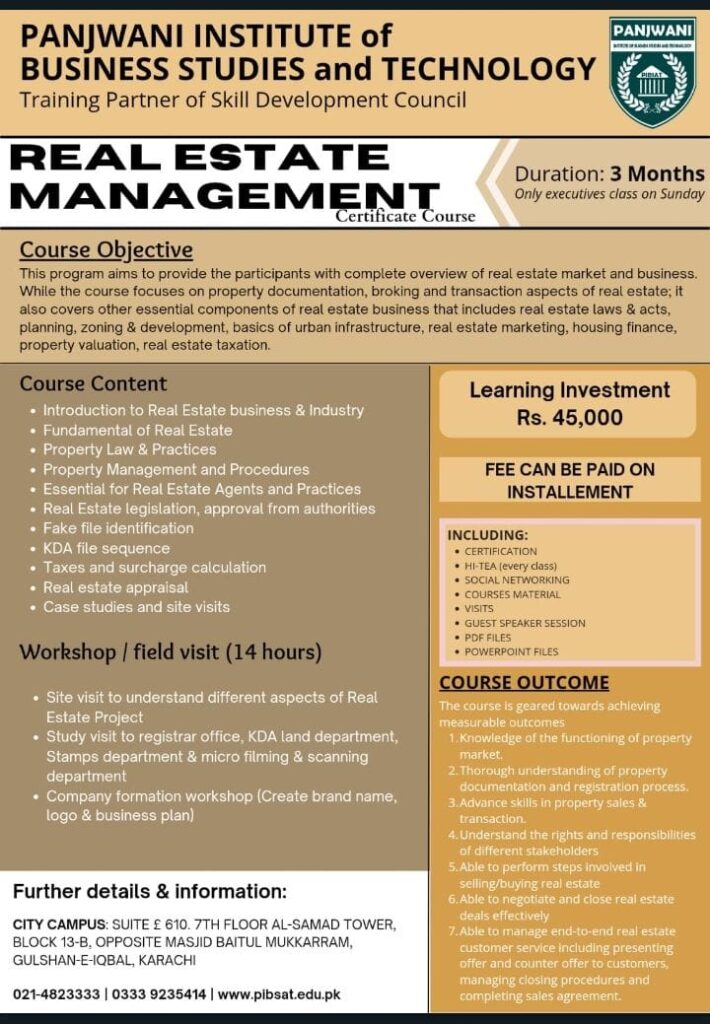 PANJWANI INSTITUTE of
BUSINESS STUDIES and TECHNOLOGY
Training Partner of Skill Development Council
PANJWANI
INSTITUTE OF BUSINESS STUDIES AND TECHNOLOGY
PIBSAT
REAL ESTATE
MANAGEMENT
Certificate Course
Duration: 3 Months
Only executives class on Sunday
Course Objective
This program aims to provide the participants with complete overview of real estate market and business.
While the course focuses on property documentation, broking and transaction aspects of real estate; it
also covers other essential components of real estate business that includes real estate laws & acts,
planning, zoning & development, basics of urban infrastructure, real estate marketing, housing finance,
property valuation, real estate taxation.
Course Content
• Introduction to Real Estate business & Industry
• Fundamental of Real Estate
• Property Law & Practices
• Property Management and Procedures
• Essential for Real Estate Agents and Practices
• Real Estate legislation, approval from authorities
• Fake file identification
• KDA file sequence
• Taxes and surcharge calculation
• Real estate appraisal
• Case studies and site visits
Workshop / field visit (14 hours)
• Site visit to understand different aspects of Real
Estate Project
• Study visit to registrar office, KDA land department,
Stamps department & micro filming & scanning
department
• Company formation workshop (Create brand name,
logo & business plan)
Learning Investment
Rs. 45,000
FEE CAN BE PAID ON
INSTALLEMENT
INCLUDING:
• CERTIFICATION
• HI-TEA (every class)
• SOCIAL NETWORKING
• COURSES MATERIAL
• VISITS
• GUEST SPEAKER SESSION
• PDF FILES
• POWERPOINT FILES
COURSE OUTCOME
The course is geared towards achieving
measurable outcomes
1. Knowledge of the functioning of property
market.
2. Thorough understanding of property
documentation and registration process.
3. Advance skills in property sales &
transaction.
4. Understand the rights and responsibilities
of different stakeholders
5. Able to perform steps involved in
selling/buying real estate
6. Able to negotiate and close real estate
deals effectively
7. Able to manage end-to-end real estate
customer service including presenting
offer and counter offer to customers,
managing closing procedures and
completing sales agreement.
Further details & information:
CITY CAMPUS: SUITE £ 610. 7TH FLOOR AL-SAMAD TOWER,
BLOCK 13-B, OPPOSITE MASJID BAITUL MUKKARRAM,
GULSHAN-E-IQBAL, KARACHI
021-4823333 | 0333 9235414 | www.pibsat.edu.pk